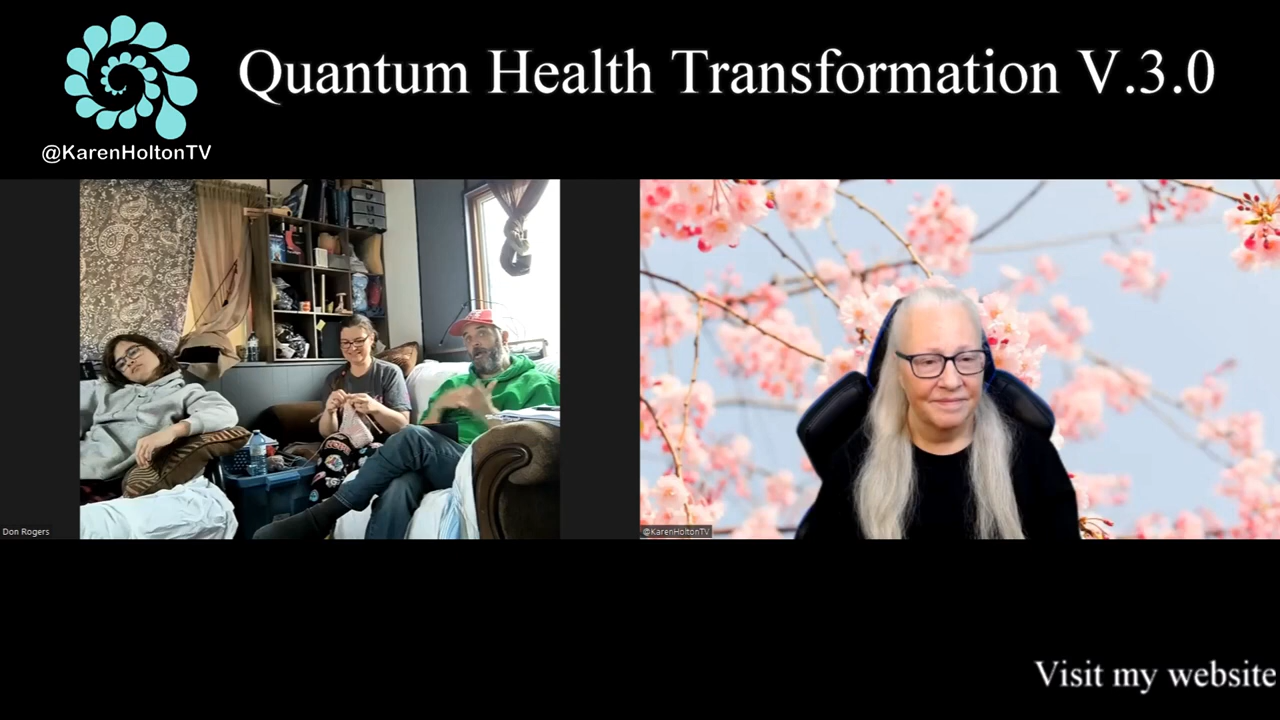 Quantum Health Transformation V.3.0
@KarenHoltonTV
Don Rogers
@KarenHoltonTV
Visit my website